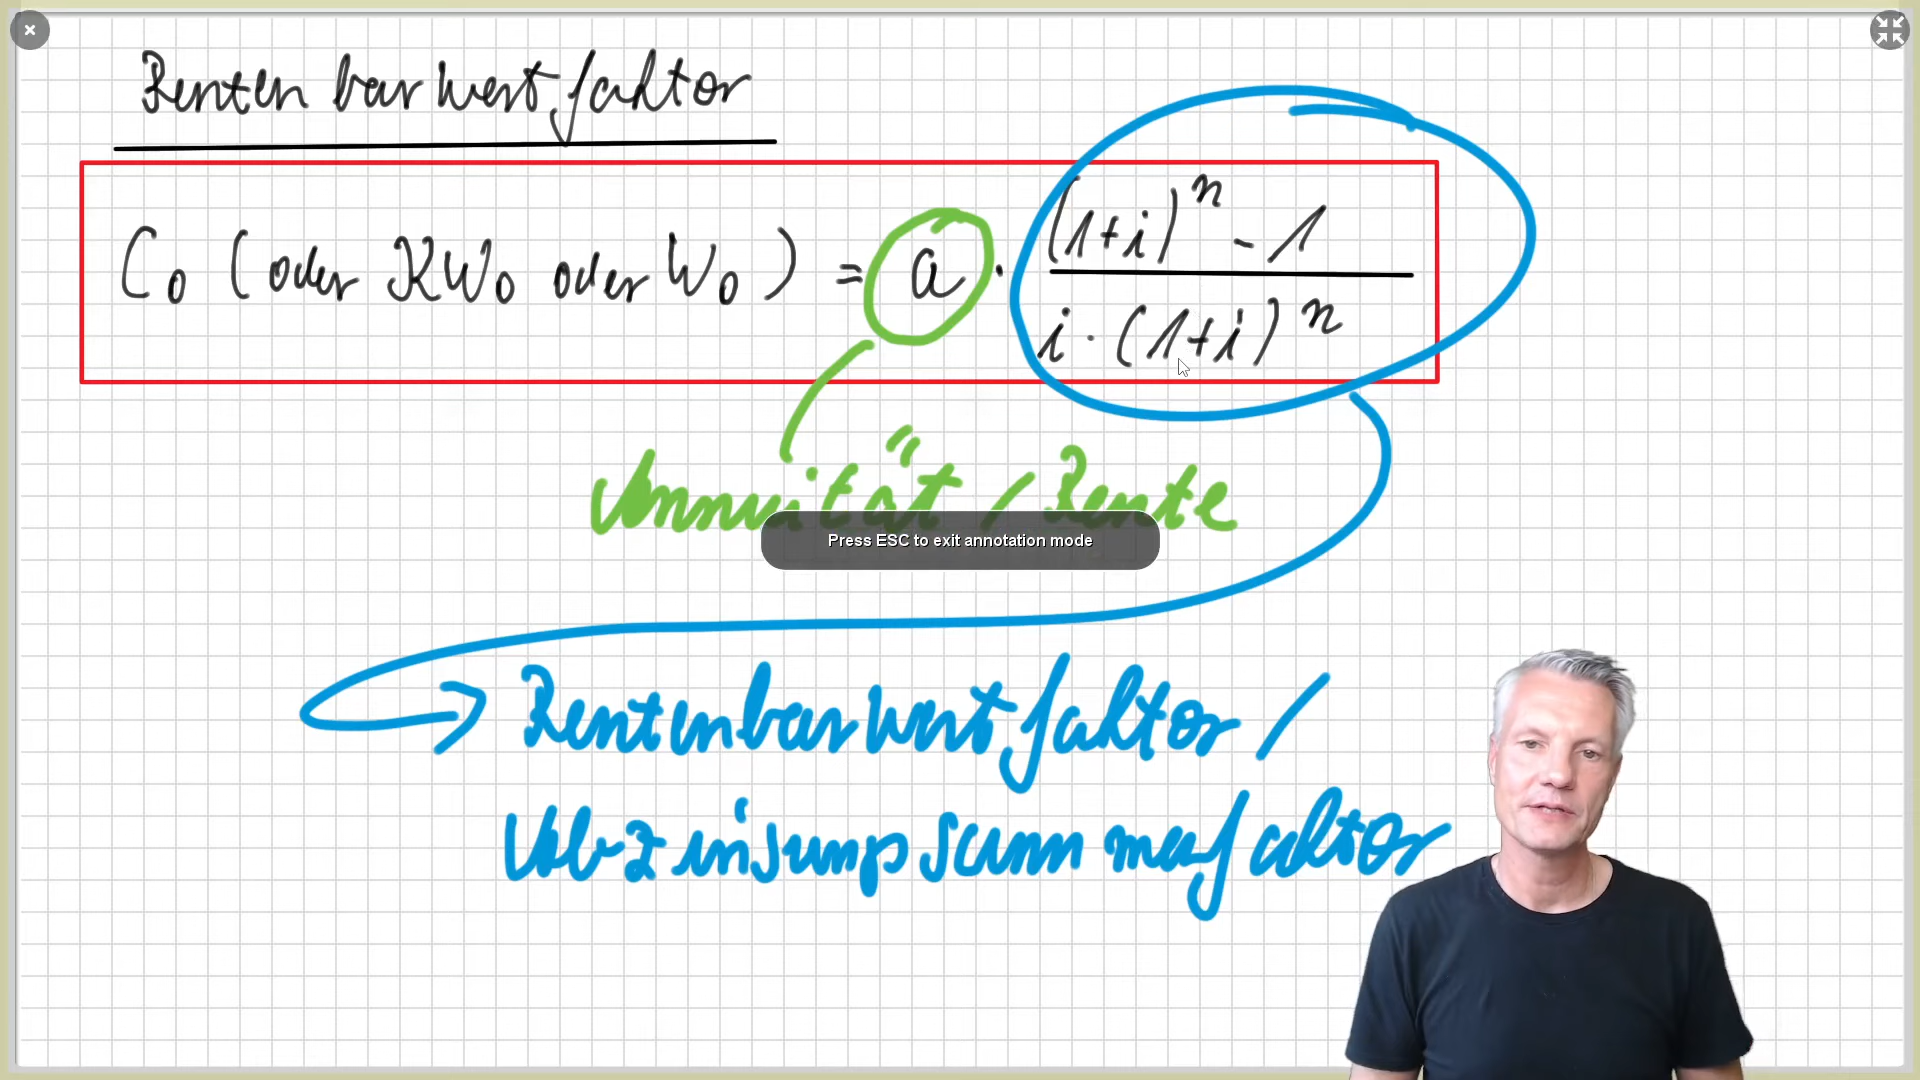 Rentenbarwertfaktor
C₀ (oder KW₀ oder W₀) = a · ((1+i)ⁿ - 1) / (i · (1+i)ⁿ)
Annuität / Rente
Press ESC to exit annotation mode
Rentenbarwertfaktor /
Abzinsungssummenfaktor